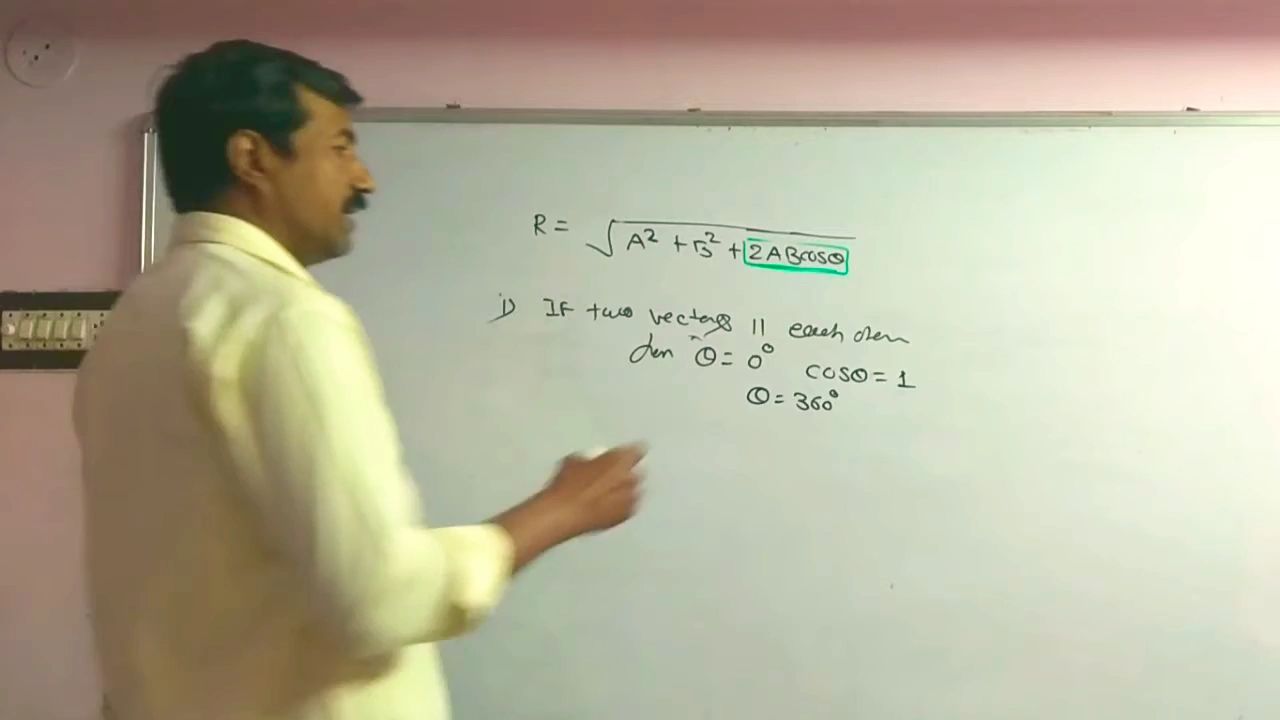 R = √A² + B² + 2ABcosθ
1) If two vectors || each other
then θ = 0° cosθ = 1
θ = 360°